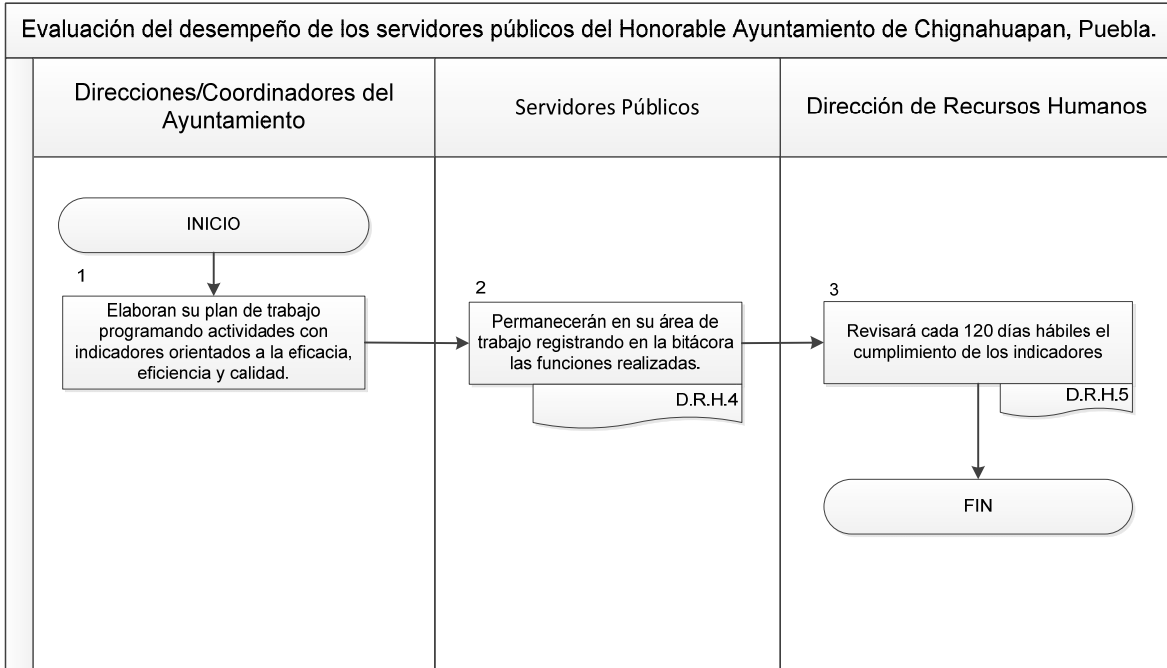 Evaluación del desempeño de los servidores públicos del Honorable Ayuntamiento de Chignahuapan, Puebla.
Direcciones/Coordinadores del
Ayuntamiento
Servidores Públicos
Dirección de Recursos Humanos
INICIO
1
Elaboran su plan de trabajo
programando actividades con
indicadores orientados a la eficacia,
eficiencia y calidad.
2
Permanecerán en su área de
trabajo registrando en la bitácora
las funciones realizadas.
D.R.H.4
3
Revisará cada 120 días hábiles el
cumplimiento de los indicadores
D.R.H.5
FIN